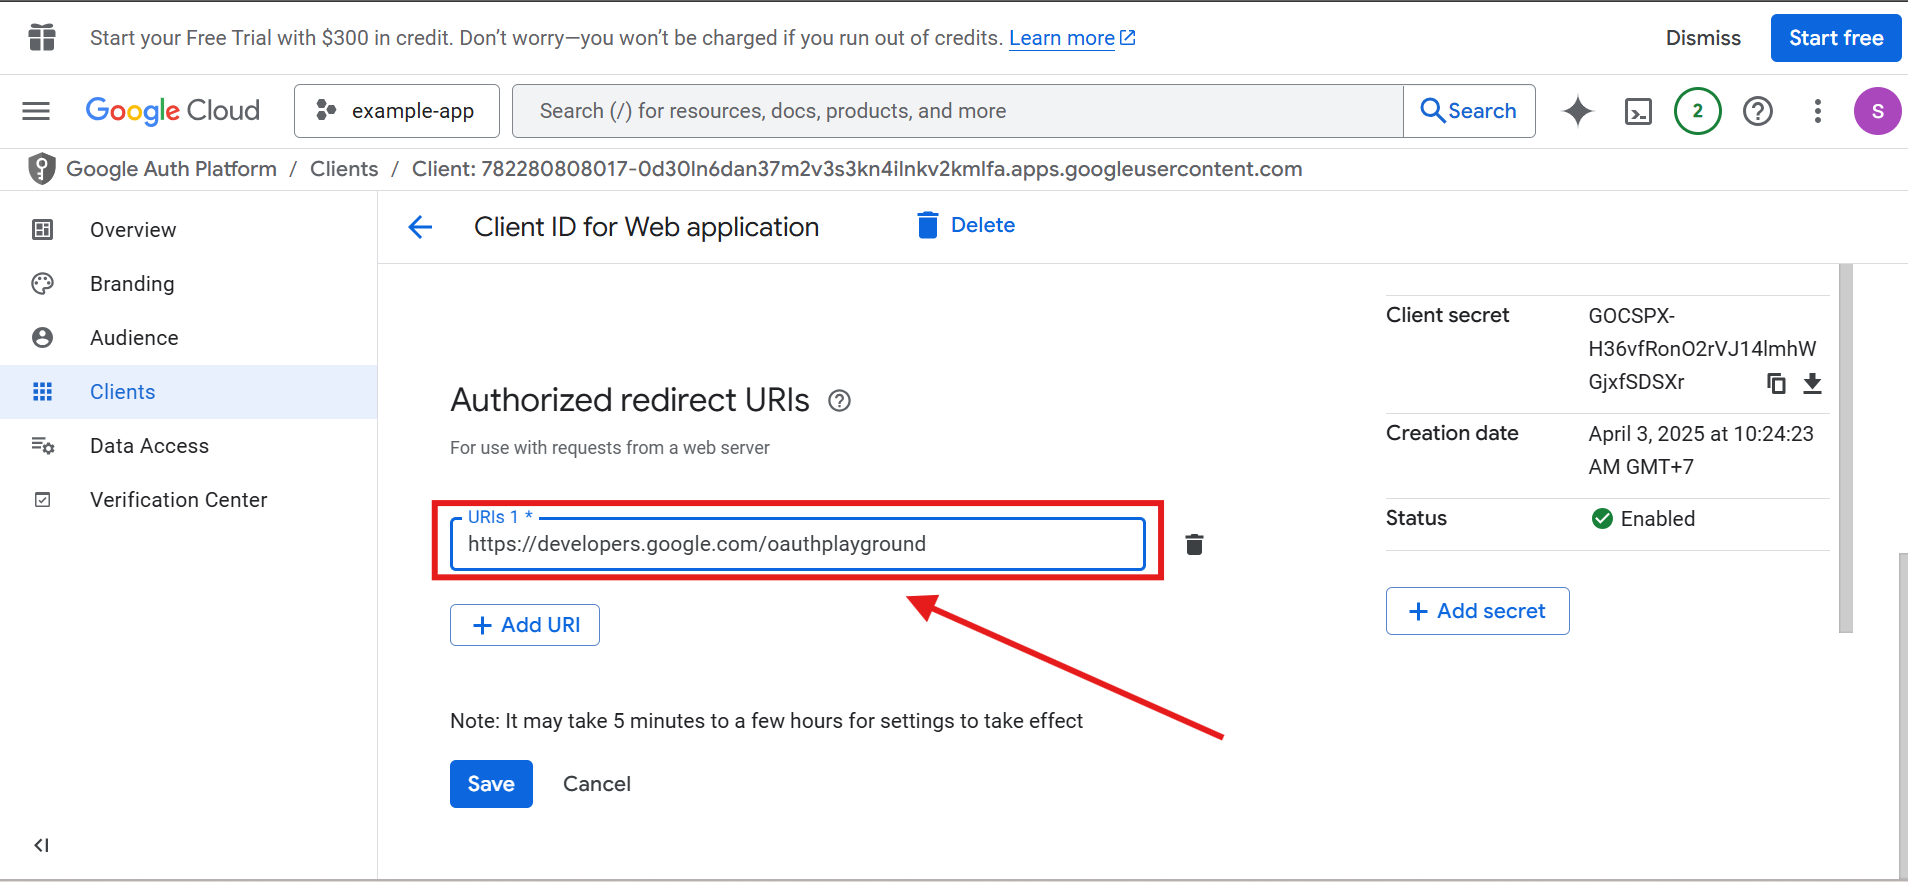 Start your Free Trial with $300 in credit. Don't worry—you won't be charged if you run out of credits. Learn more
Dismiss
Start free
Google Cloud
example-app
Search (/) for resources, docs, products, and more
Search
2
S
Google Auth Platform / Clients / Client: 782280808017-0d30ln6dan37m2v3s3kn4ilnkv2kmlfa.apps.googleusercontent.com
Overview
Branding
Audience
Clients
Data Access
Verification Center
Client ID for Web application
Delete
Authorized redirect URIs
For use with requests from a web server
URIs 1 *
https://developers.google.com/oauthplayground
Add URI
Note: It may take 5 minutes to a few hours for settings to take effect
Save
Cancel
Client secret
GOCSPX-
H36vfRonO2rVJ14lmhW
GjxfSDSXr
Creation date
April 3, 2025 at 10:24:23
AM GMT+7
Status
Enabled
Add secret